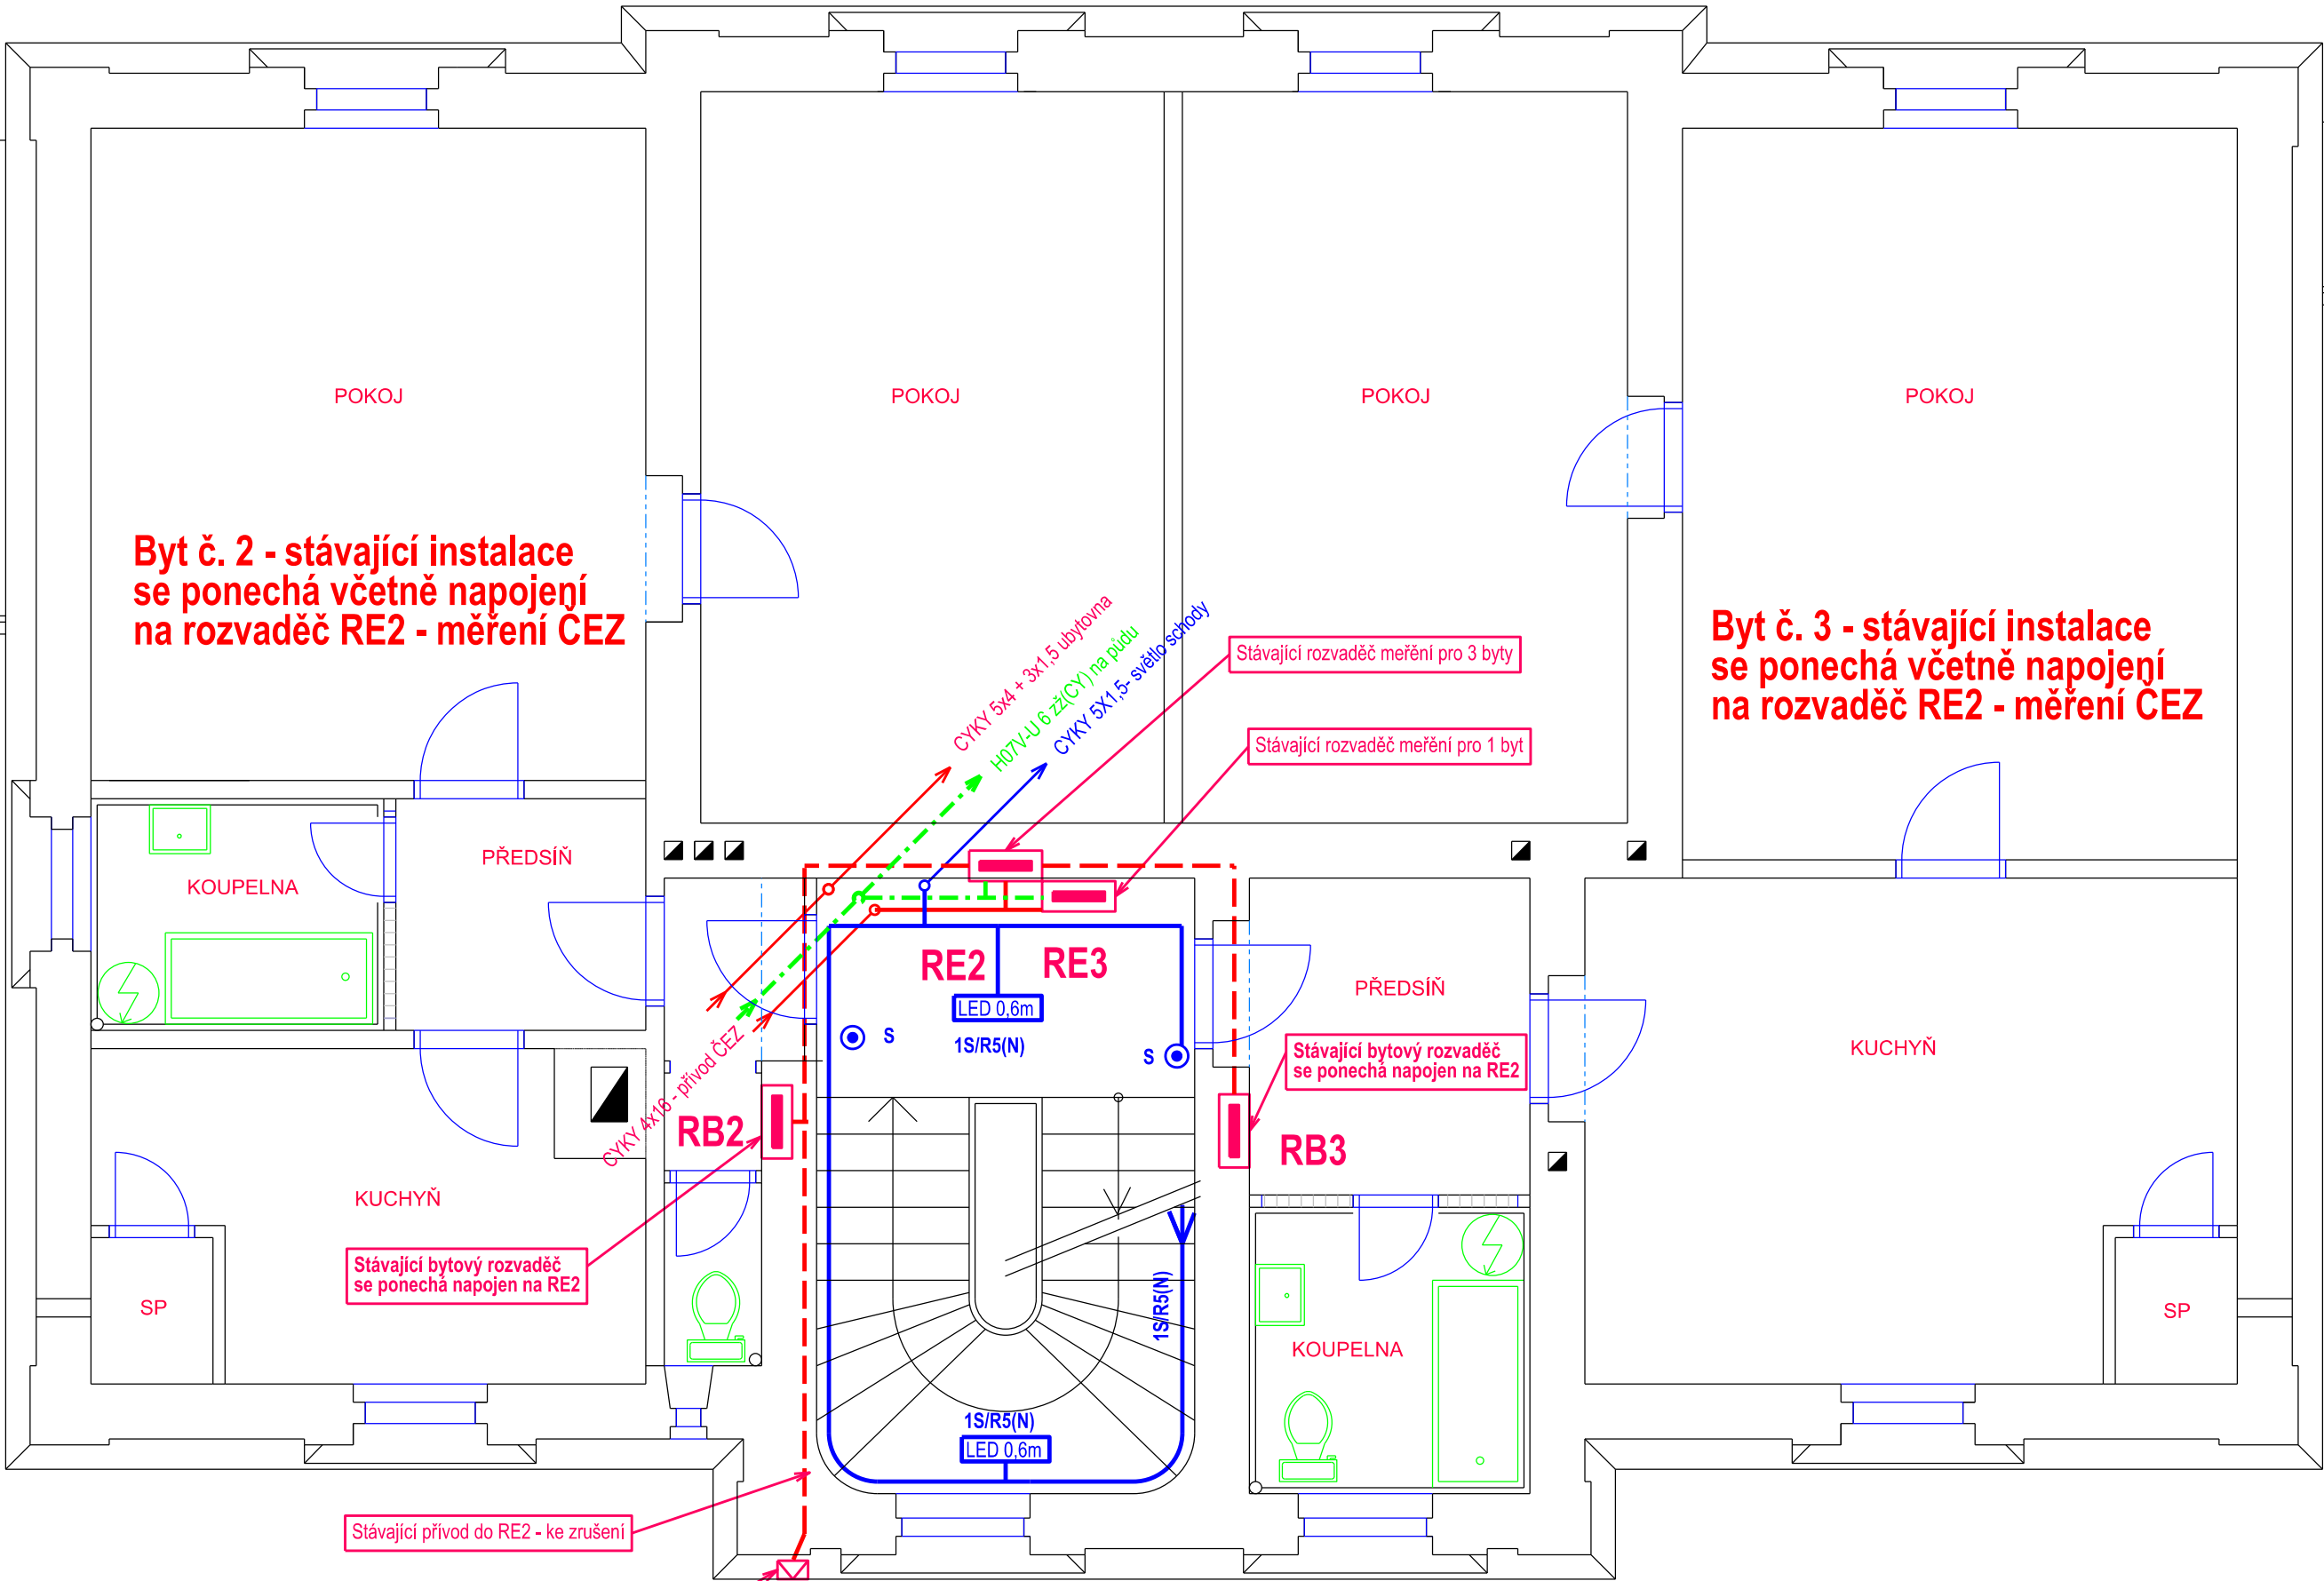 POKOJ
POKOJ
POKOJ
POKOJ
Byt č. 2 - stávající instalace
se ponechá včetně napojení
na rozvaděč RE2 - měření ČEZ
Byt č. 3 - stávající instalace
se ponechá včetně napojení
na rozvaděč RE2 - měření ČEZ
CYKY 5x4 + 3x1,5 ubytovna
H07V-U 6 zž(CY) na půdu
CYKY 5X1,5- světlo schody
Stávající rozvaděč meření pro 3 byty
Stávající rozvaděč meření pro 1 byt
PŘEDSÍŇ
KOUPELNA
RE2
RE3
LED 0,6m
1S/R5(N)
S
S
PŘEDSÍŇ
KUCHYŇ
CYKY 4x16 - přívod ČEZ
Stávající bytový rozvaděč
se ponechá napojen na RE2
RB2
RB3
KUCHYŇ
Stávající bytový rozvaděč
se ponechá napojen na RE2
SP
SP
1S/R5(N)
KOUPELNA
1S/R5(N)
LED 0,6m
Stávající přívod do RE2 - ke zrušení